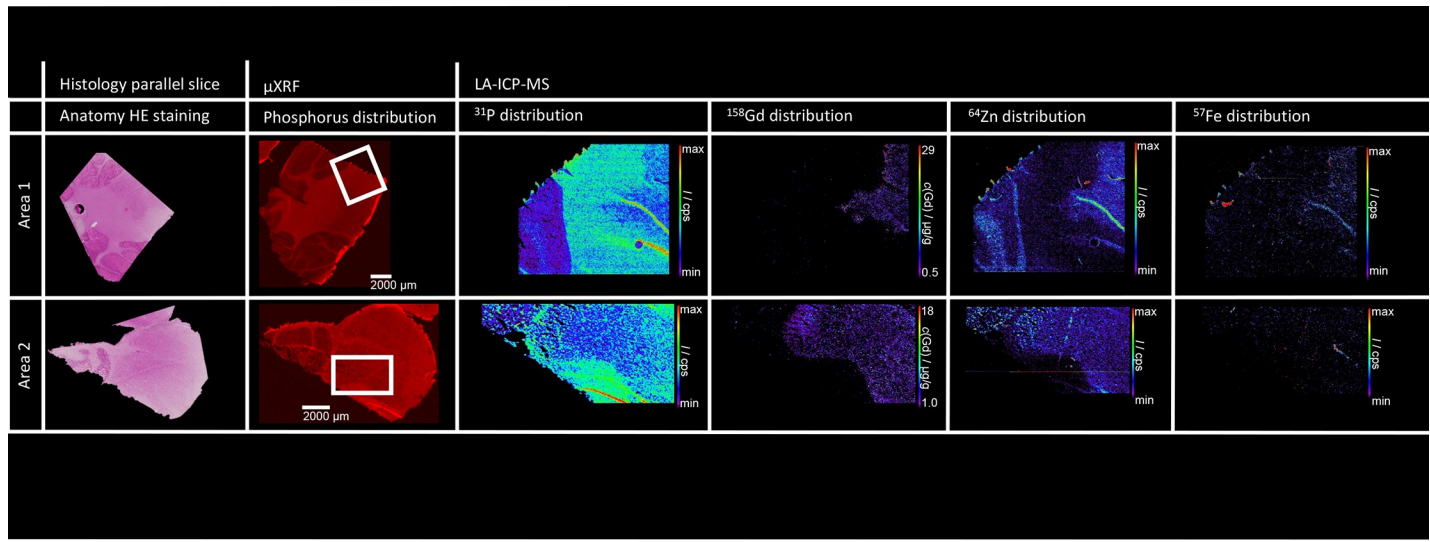 Histology parallel slice
µXRF
LA-ICP-MS
Anatomy HE staining
Phosphorus distribution
³¹P distribution
¹⁵⁸Gd distribution
⁶⁴Zn distribution
⁵⁷Fe distribution
Area 1
2000 µm
max
I / cps
min
29
c(Gd) / µg/g
0.5
max
I / cps
min
max
I / cps
min
Area 2
2000 µm
max
I / cps
min
18
c(Gd) / µg/g
1.0
max
I / cps
min
max
I / cps
min